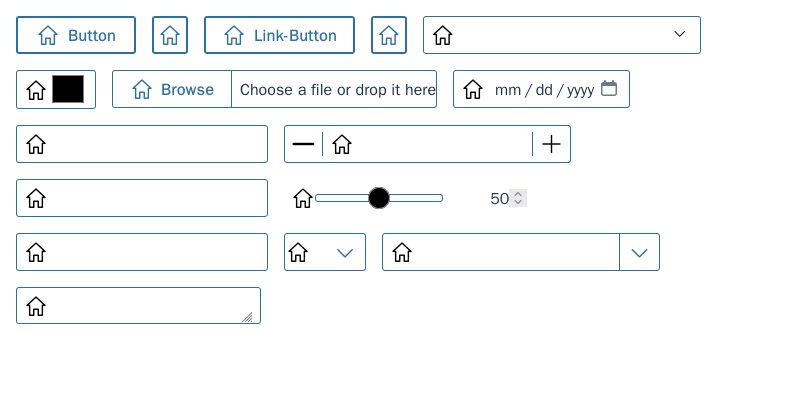 Button Link-Button
Browse Choose a file or drop it here mm / dd / yyyy
50